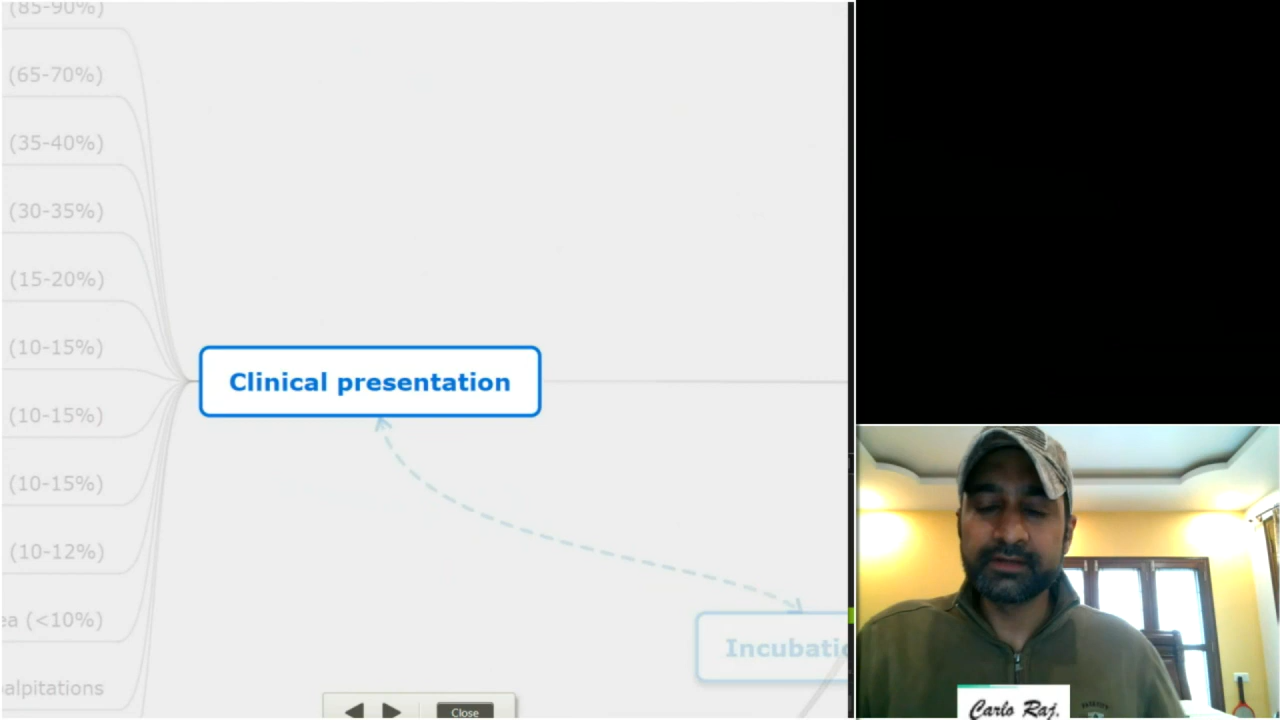 (85-90%)
(65-70%)
(35-40%)
(30-35%)
(15-20%)
(10-15%)
Clinical presentation
(10-15%)
(10-15%)
(10-12%)
ea (<10%)
Incubatio
alpitations
Close
Carlo Raj.